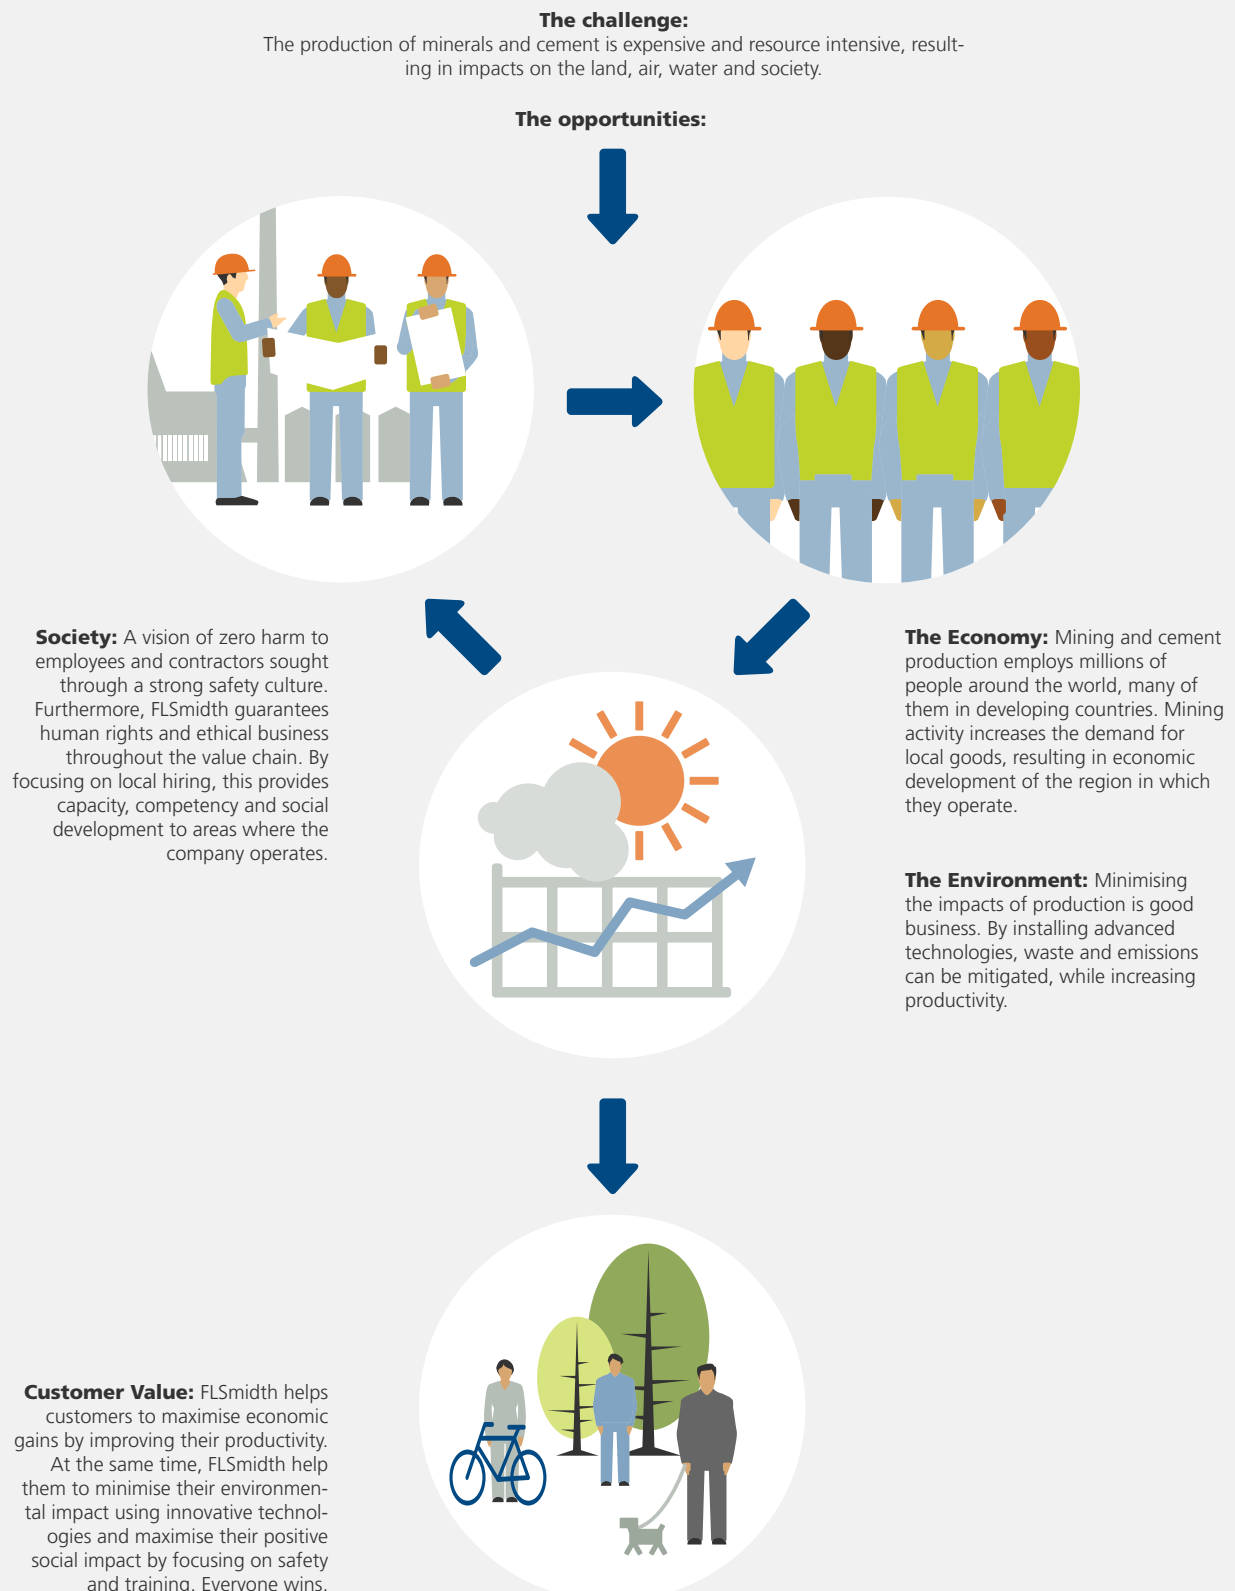 The challenge:
The production of minerals and cement is expensive and resource intensive, result-
ing in impacts on the land, air, water and society.
The opportunities:
Society: A vision of zero harm to
employees and contractors sought
through a strong safety culture.
Furthermore, FLSmidth guarantees
human rights and ethical business
throughout the value chain. By
focusing on local hiring, this provides
capacity, competency and social
development to areas where the
company operates.
The Economy: Mining and cement
production employs millions of
people around the world, many of
them in developing countries. Mining
activity increases the demand for
local goods, resulting in economic
development of the region in which
they operate.
The Environment: Minimising
the impacts of production is good
business. By installing advanced
technologies, waste and emissions
can be mitigated, while increasing
productivity.
Customer Value: FLSmidth helps
customers to maximise economic
gains by improving their productivity.
At the same time, FLSmidth help
them to minimise their environmen-
tal impact using innovative technol-
ogies and maximise their positive
social impact by focusing on safety
and training. Everyone wins.